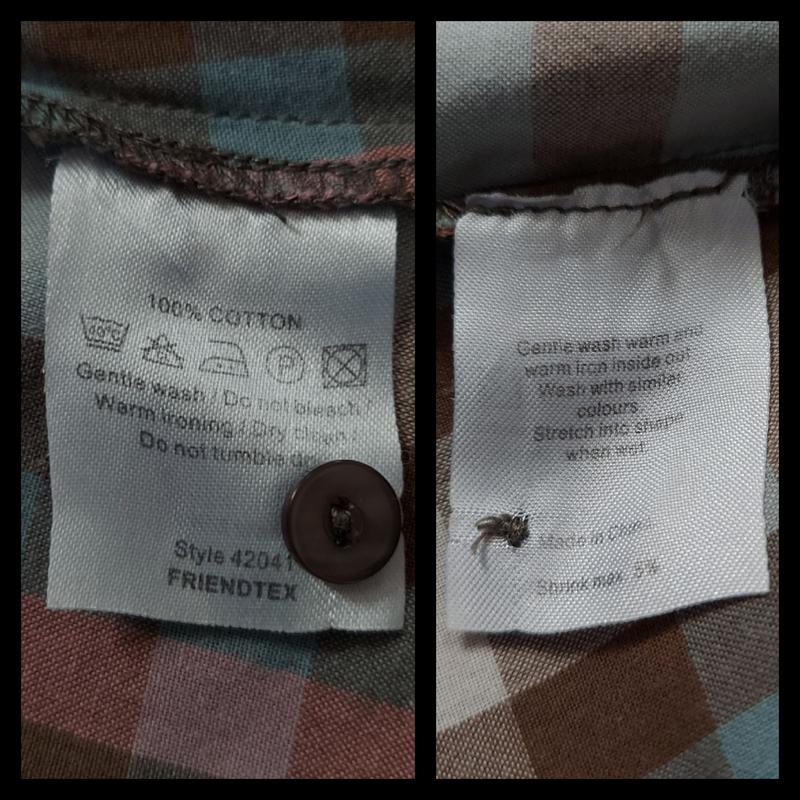 100% COTTON
40°C P
Gentle wash / Do not bleach /
Warm ironing / Dry clean /
Do not tumble dry
Style 42041
FRIENDTEX
Gentle wash warm and
warm iron inside out
Wash with similar
colours
Stretch into shape
when wet.
Made in China
Shrink max. 5%